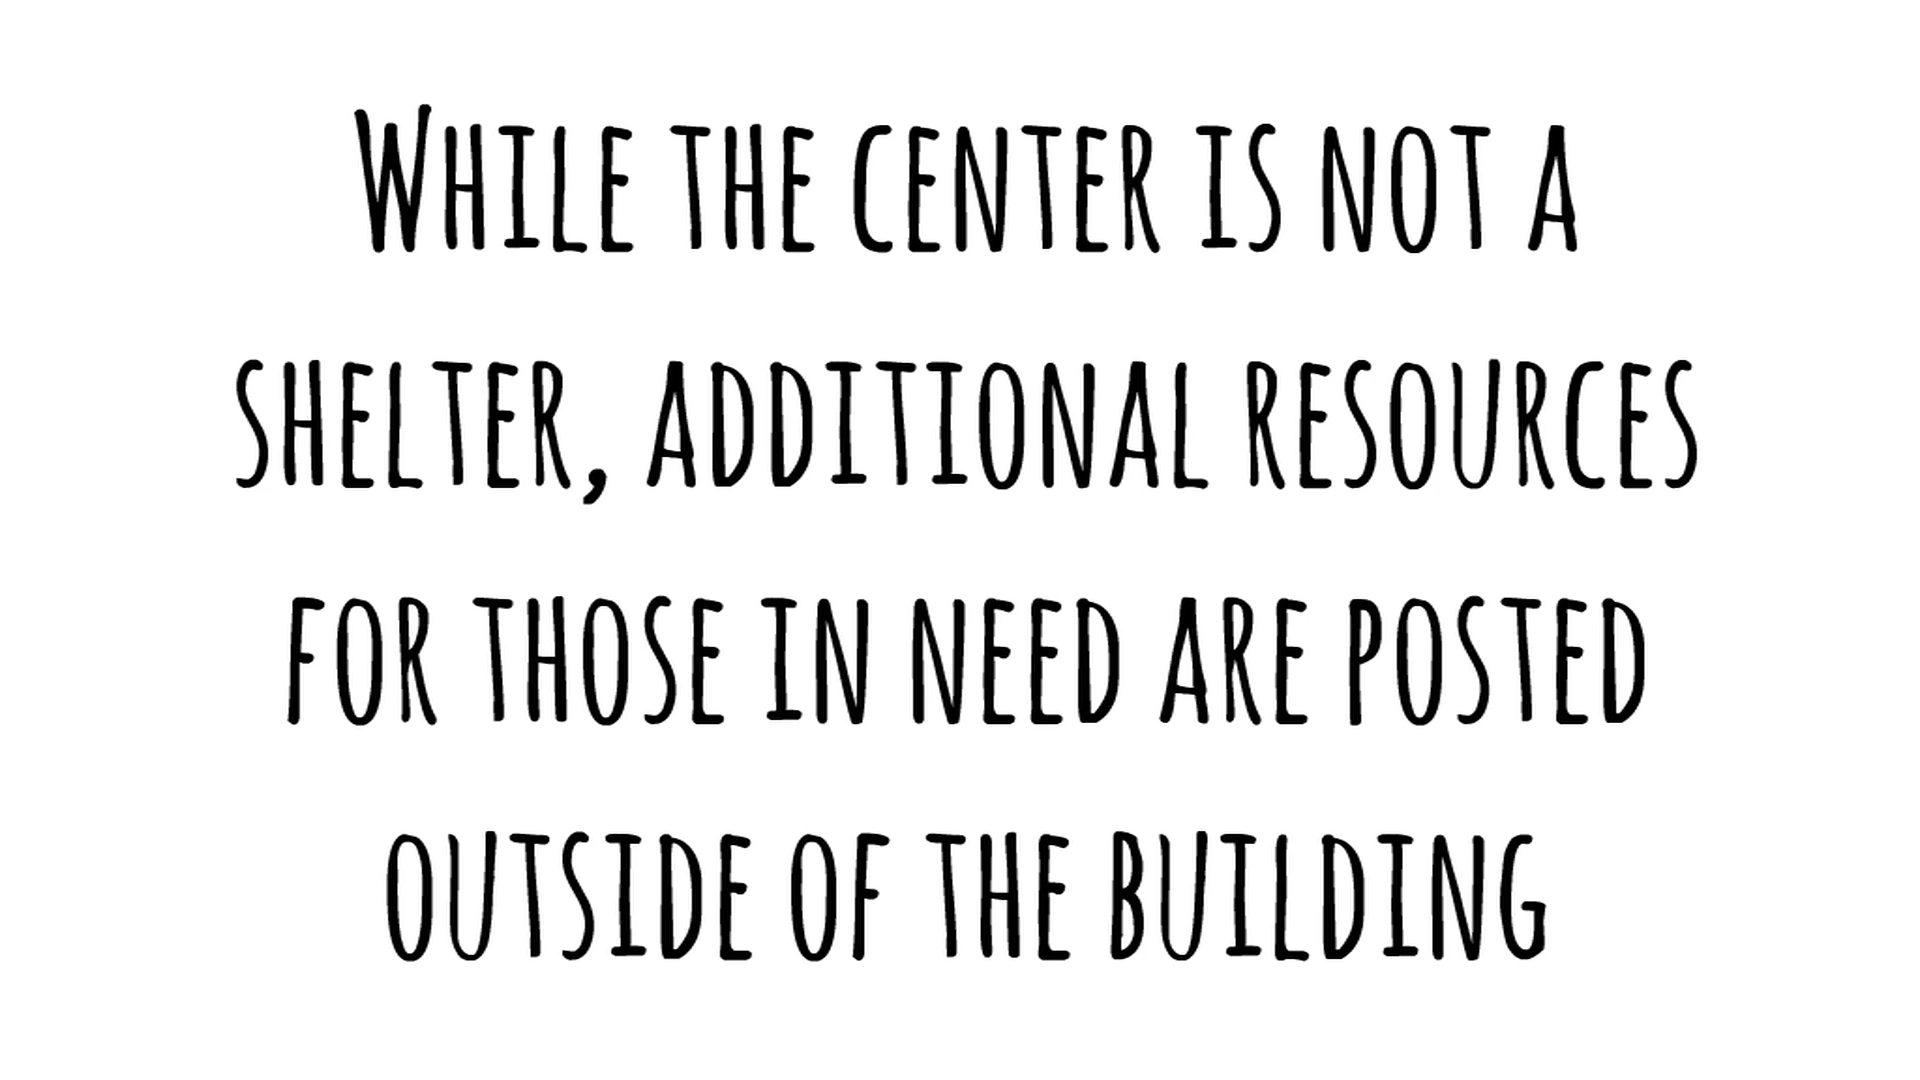 While the center is not a
shelter, additional resources
for those in need are posted
outside of the building